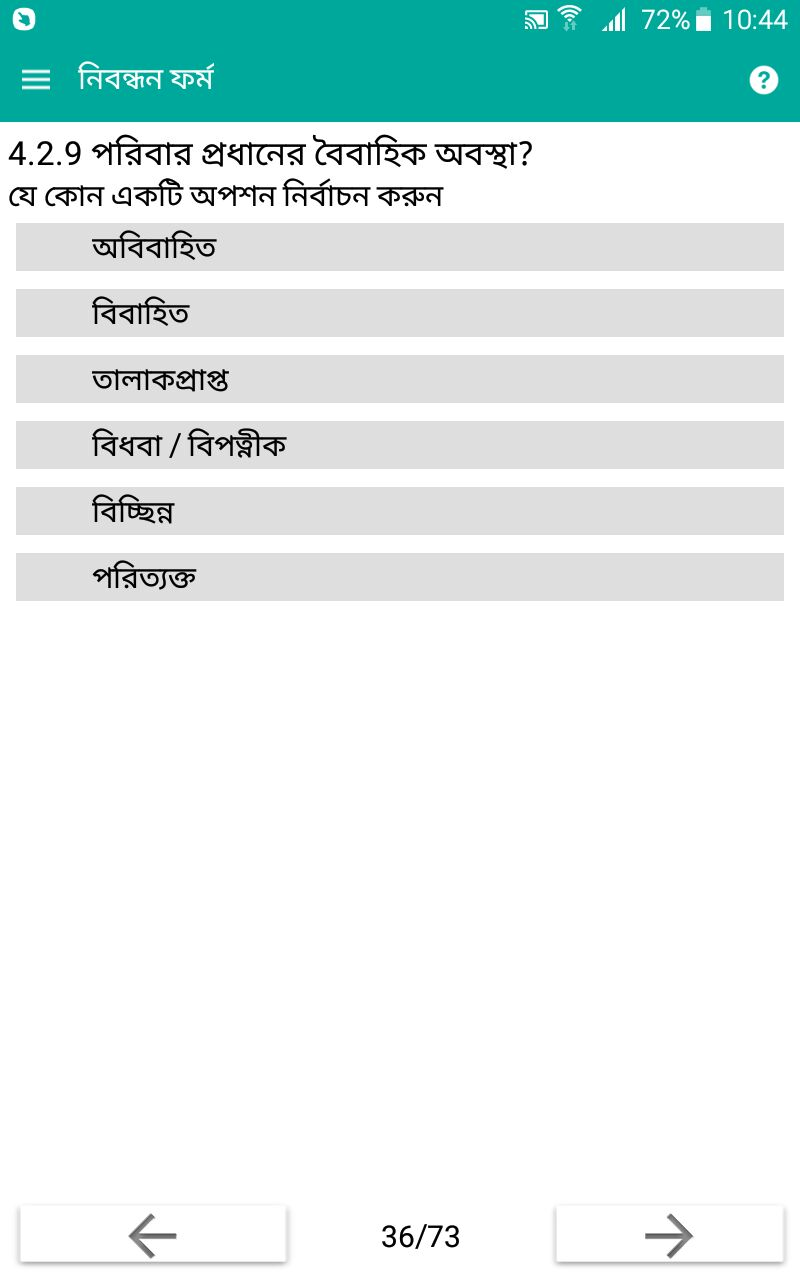 72% 10:44
নিবন্ধন ফর্ম
4.2.9 পরিবার প্রধানের বৈবাহিক অবস্থা?
যে কোন একটি অপশন নির্বাচন করুন
অবিবাহিত
বিবাহিত
তালাকপ্রাপ্ত
বিধবা / বিপত্নীক
বিচ্ছিন্ন
পরিত্যক্ত
36/73